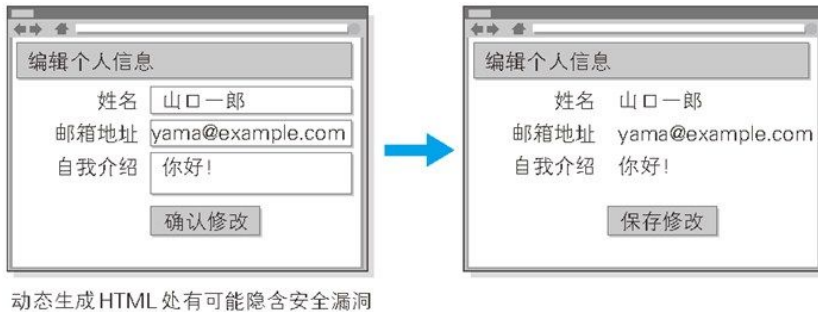 编辑个人信息
姓名 山口一郎
邮箱地址 yama@example.com
自我介绍 你好!
确认修改
编辑个人信息
姓名 山口一郎
邮箱地址 yama@example.com
自我介绍 你好!
保存修改
动态生成HTML处有可能隐含安全漏洞